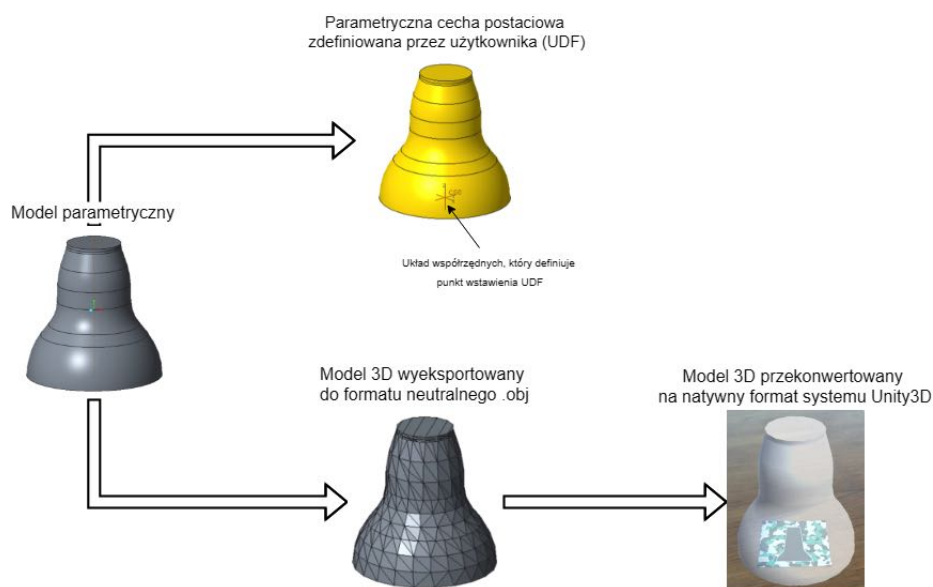 Parametryczna cecha postaciowa
zdefiniowana przez użytkownika (UDF)
Model parametryczny
Układ współrzędnych, który definiuje
punkt wstawienia UDF
Model 3D wyeksportowany
do formatu neutralnego .obj
Model 3D przekonwertowany
na natywny format systemu Unity3D